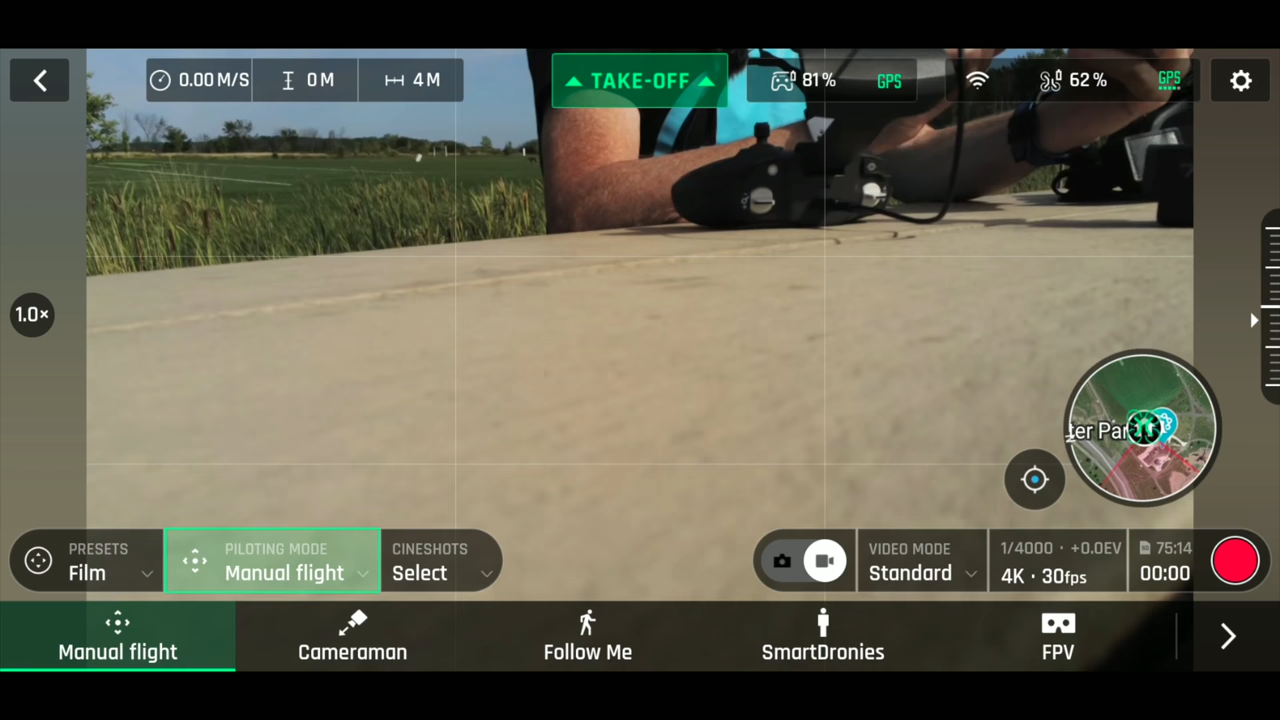 0.00 M/S
0 M
4 M
TAKE-OFF
81%
GPS
62%
GPS
1.0×
ter Par
PRESETS
Film
PILOTING MODE
Manual flight
CINESHOTS
Select
VIDEO MODE
Standard
1/4000 · +0.0EV
4K · 30fps
75:14
00:00
Manual flight
Cameraman
Follow Me
SmartDronies
FPV